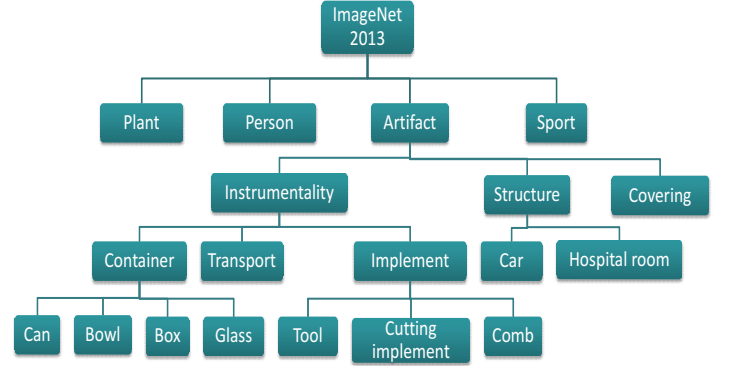 ImageNet
2013
Plant
Person
Artifact
Sport
Instrumentality
Structure
Covering
Container
Transport
Implement
Car
Hospital room
Can
Bowl
Box
Glass
Tool
Cutting
implement
Comb